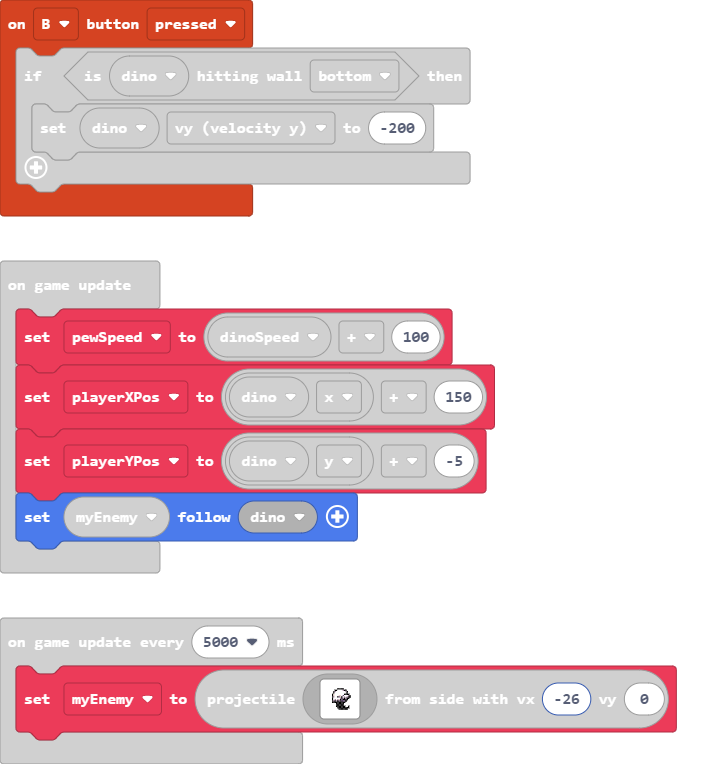 on B button pressed
if is dino hitting wall bottom then
set dino vy (velocity y) to -200
on game update
set pewSpeed to dinoSpeed + 100
set playerXPos to dino x + 150
set playerYPos to dino y + -5
set myEnemy follow dino
on game update every 5000 ms
set myEnemy to projectile from side with vx -26 vy 0